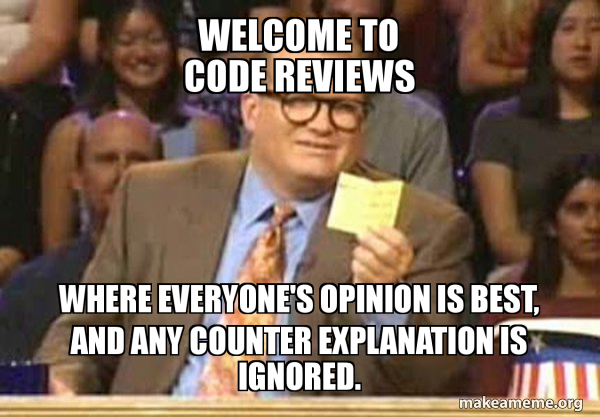 WELCOME TO
CODE REVIEWS
WHERE EVERYONE'S OPINION IS BEST,
AND ANY COUNTER EXPLANATION IS
IGNORED.
makeameme.org